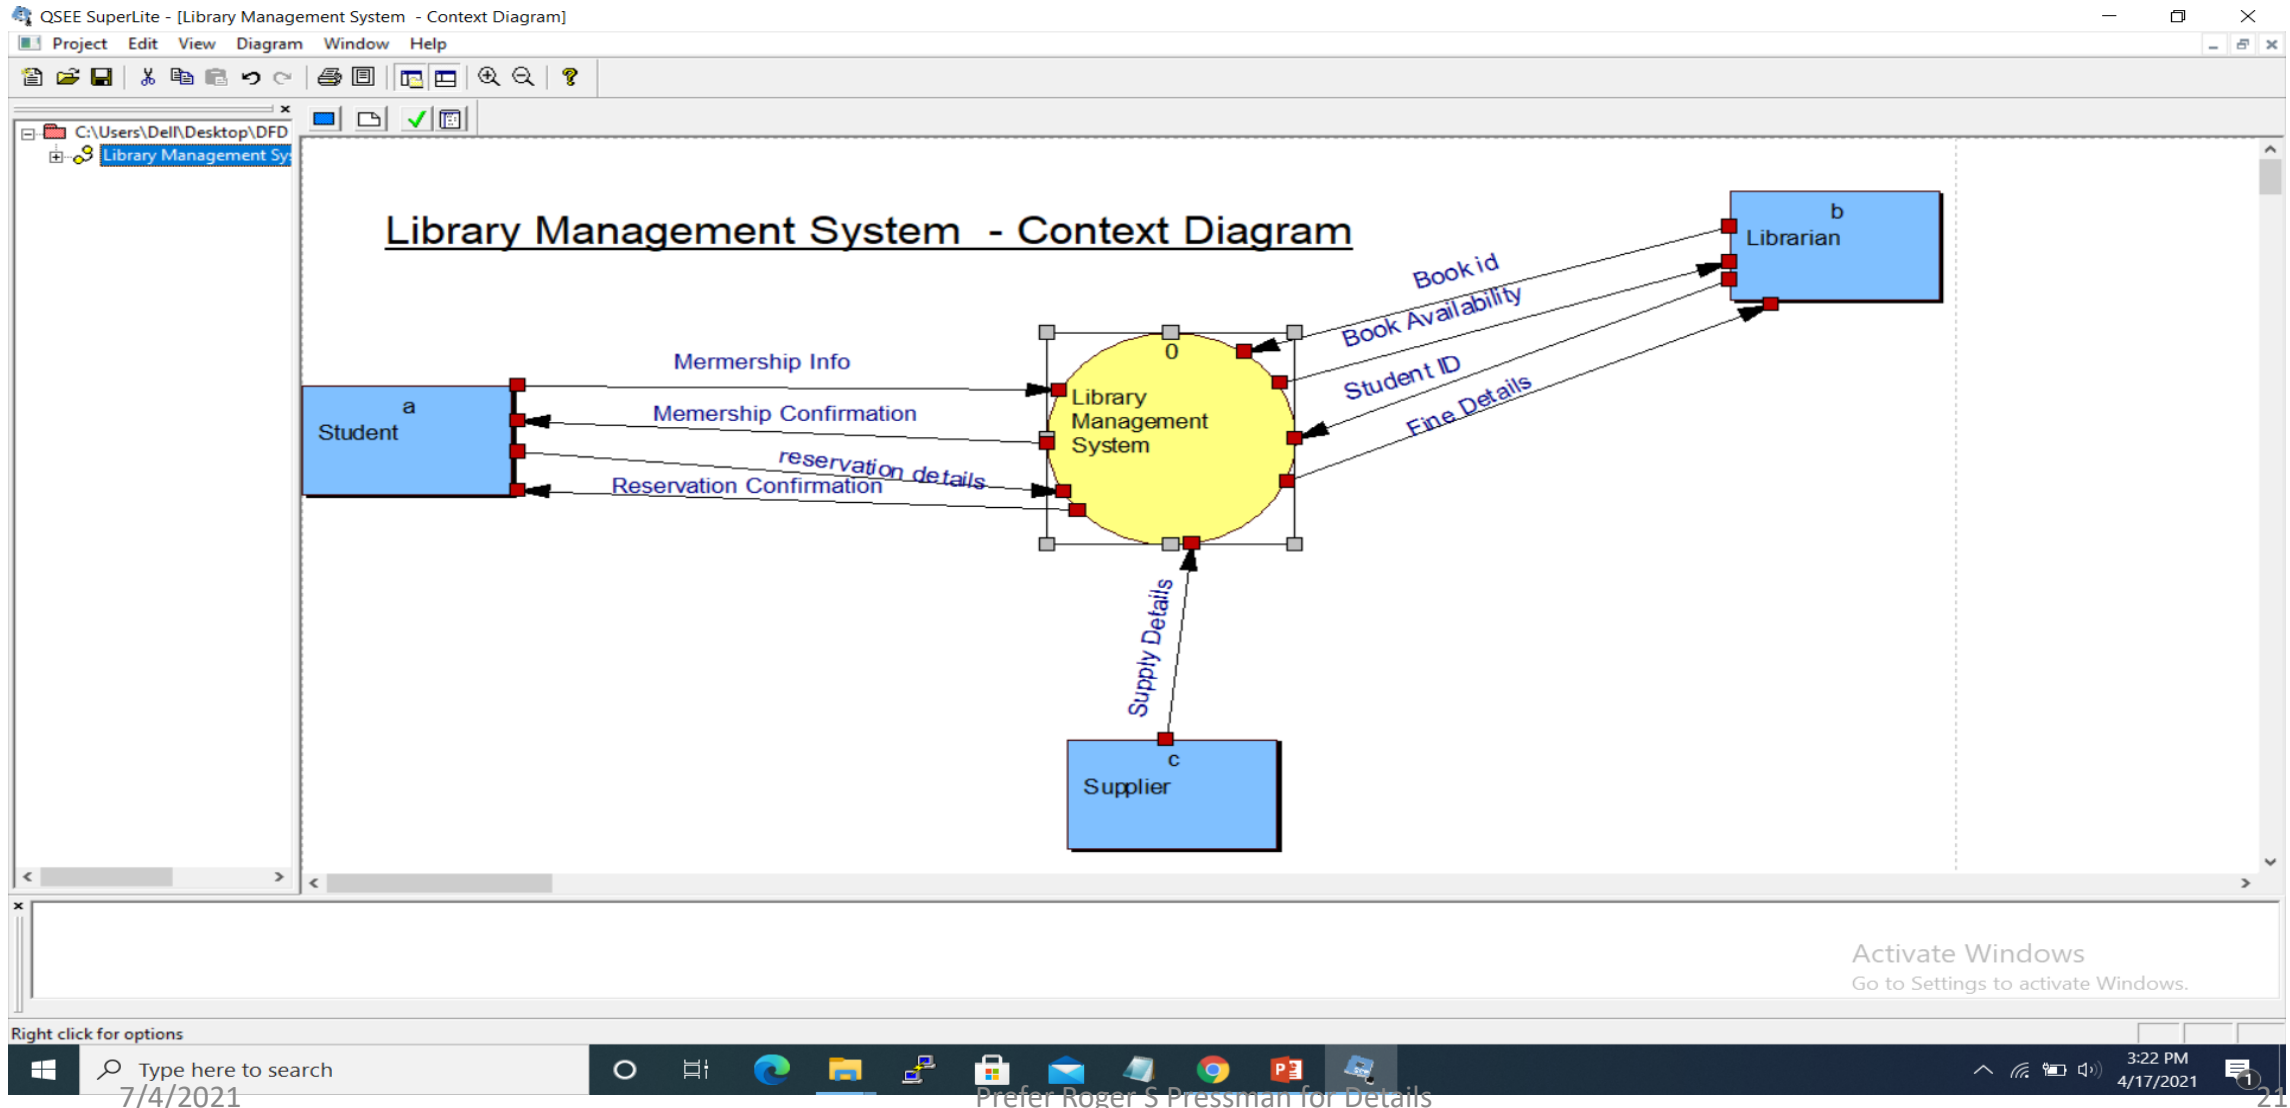 QSEE SuperLite - [Library Management System  - Context Diagram]
Project Edit View Diagram Window Help
C:\Users\Dell\Desktop\DFD
Library Management Sy
Library Management System  - Context Diagram
b
Librarian
Book id
Book Availability
Student ID
Fine Details
0
Library
Management
System
Mermership Info
Memership Confirmation
reservation details
Reservation Confirmation
a
Student
Supply Details
c
Supplier
Activate Windows
Go to Settings to activate Windows.
Right click for options
Type here to search
3:22 PM
4/17/2021
1
7/4/2021
Prefer Roger S Pressman for Details
21